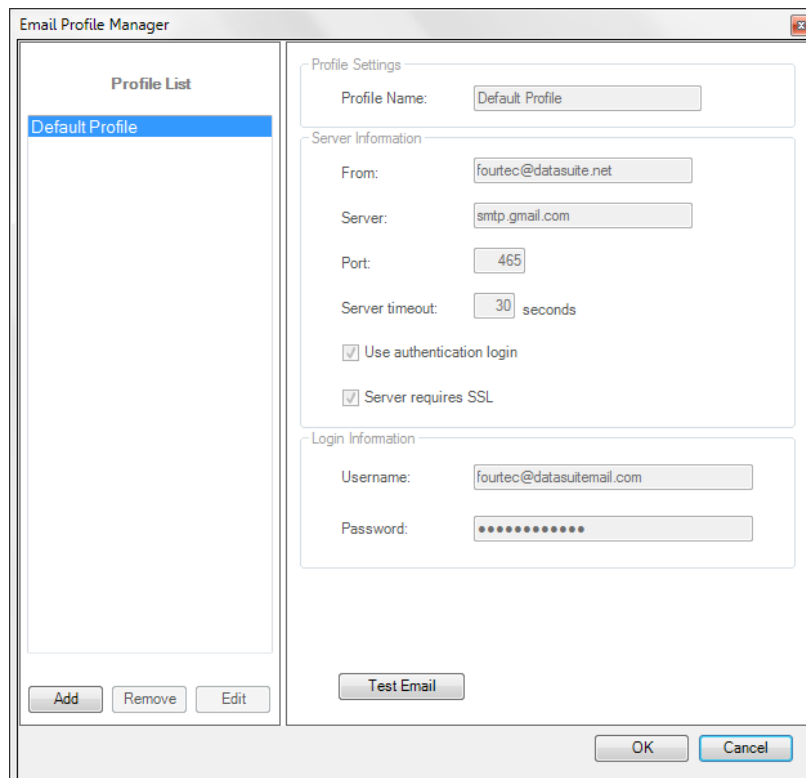 Email Profile Manager
Profile List
Default Profile
Add Remove Edit
Profile Settings
Profile Name: Default Profile
Server Information
From: fourtec@datasuite.net
Server: smtp.gmail.com
Port: 465
Server timeout: 30 seconds
Use authentication login
Server requires SSL
Login Information
Username: fourtec@datasuitemail.com
Password: ●●●●●●●●●●●●
Test Email
OK Cancel